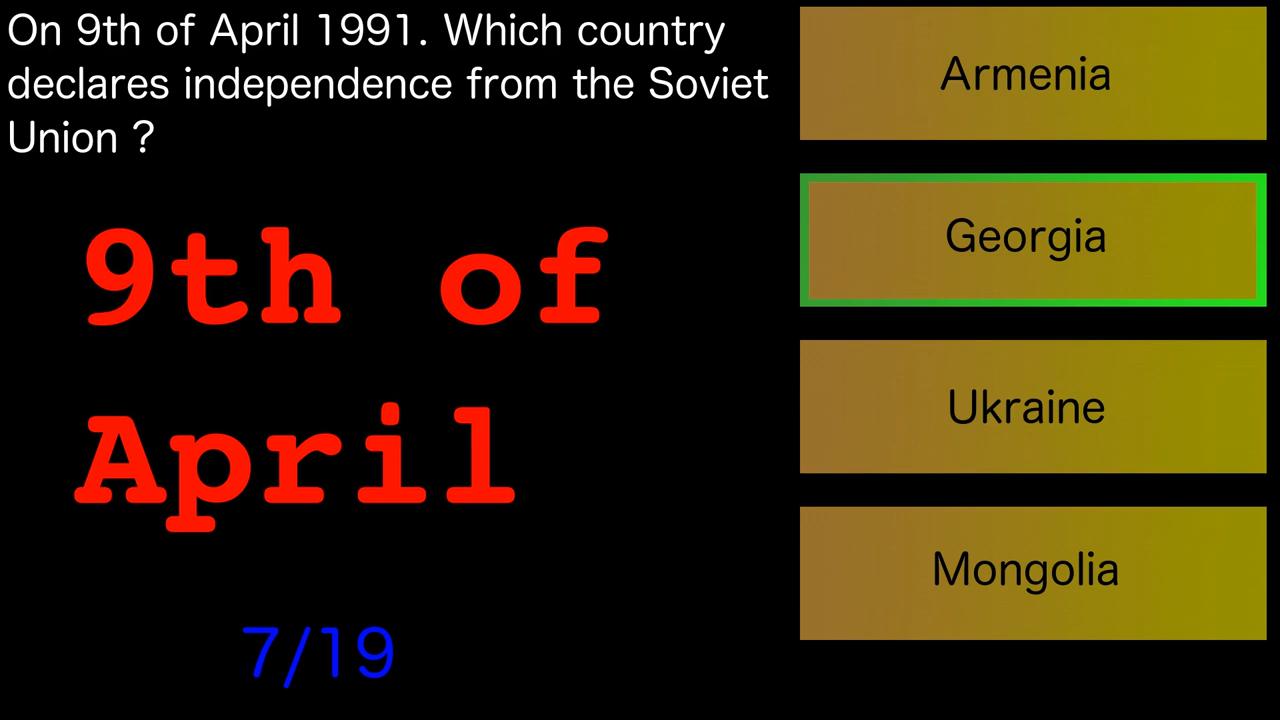 On 9th of April 1991. Which country
declares independence from the Soviet
Union ?
9th of
April
7/19
Armenia
Georgia
Ukraine
Mongolia